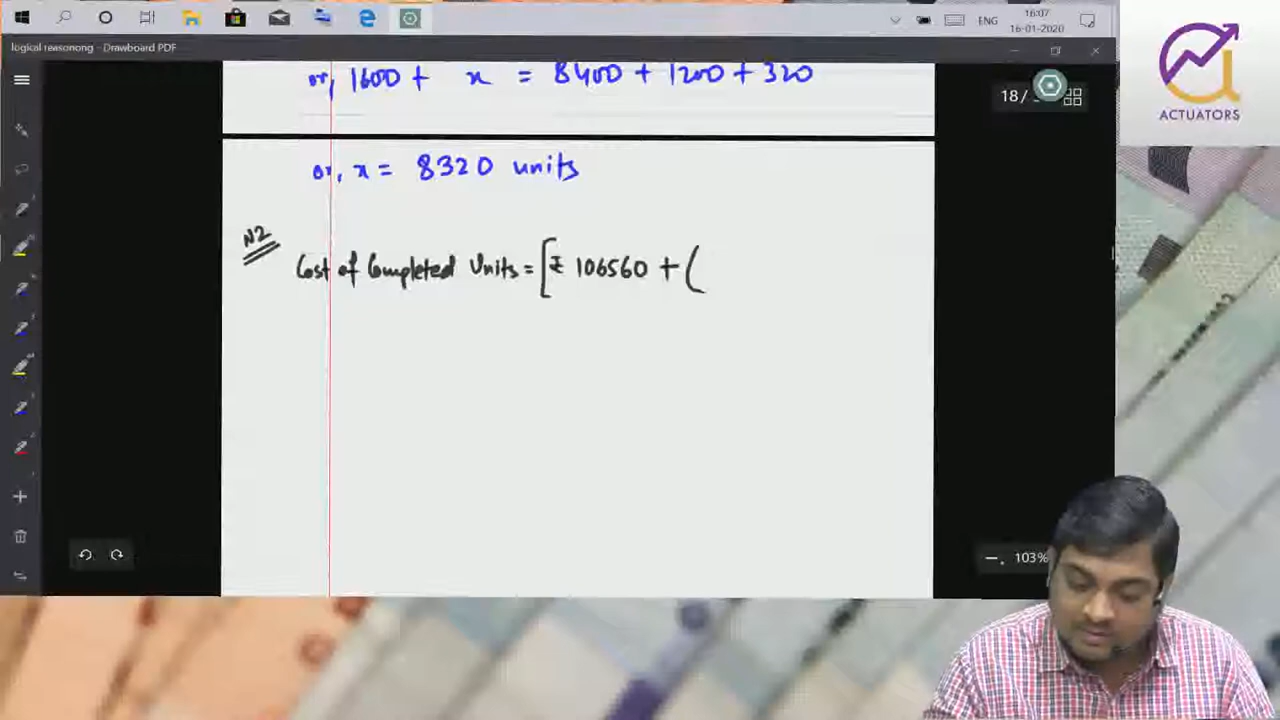 16:07
ENG
16-01-2020
logical reasonong - Drawboard PDF
or, 1600 + x = 8400 + 1200 + 320
18 /
ACTUATORS
or, x = 8320 units
N2
Cost of Completed Units = [₹ 106560 + (
103%